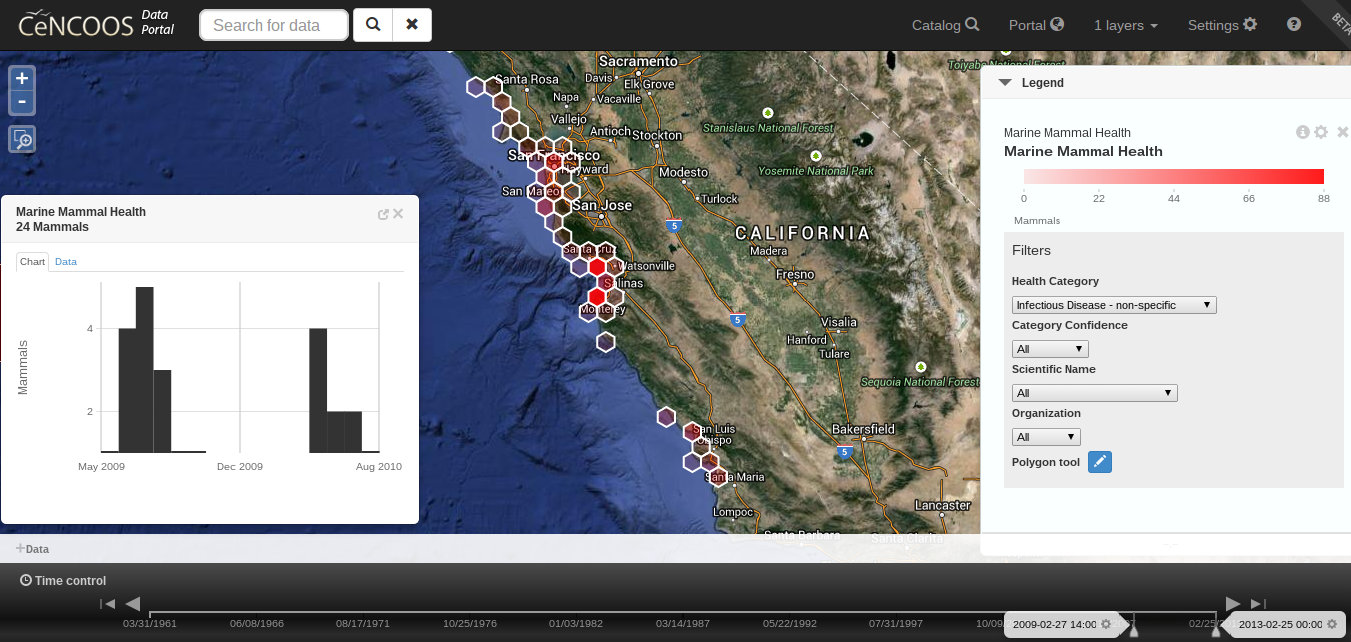 CeNCOOS Data Portal
Search for data
Catalog
Portal
1 layers
Settings
?
BETA
+
-
Sacramento
Toiyabe National Forest
Santa Rosa
Davis
Elk Grove
Napa
Vacaville
Vallejo
Stanislaus National Forest
Antioch
Stockton
San Francisco
Hayward
Modesto
Yosemite National Park
San Mateo
Turlock
San Jose
5
CALIFORNIA
Santa Cruz
Madera
Watsonville
Fresno
Salinas
Monterey
5
Visalia
Hanford
Tulare
Sequoia National Forest
San Luis Obispo
Bakersfield
5
Santa Maria
Lancaster
Lompoc
Santa Barbara
Santa Clarita
Marine Mammal Health
24 Mammals
Chart
Data
Mammals
4
2
May 2009
Dec 2009
Aug 2010
Legend
Marine Mammal Health
Marine Mammal Health
0 22 44 66 88
Mammals
Filters
Health Category
Infectious Disease - non-specific
Category Confidence
All
Scientific Name
All
Organization
All
Polygon tool
+Data
Time control
03/31/1961
06/08/1966
08/17/1971
10/25/1976
01/03/1982
03/14/1987
05/22/1992
07/31/1997
2009-02-27 14:00
2013-02-25 00:00